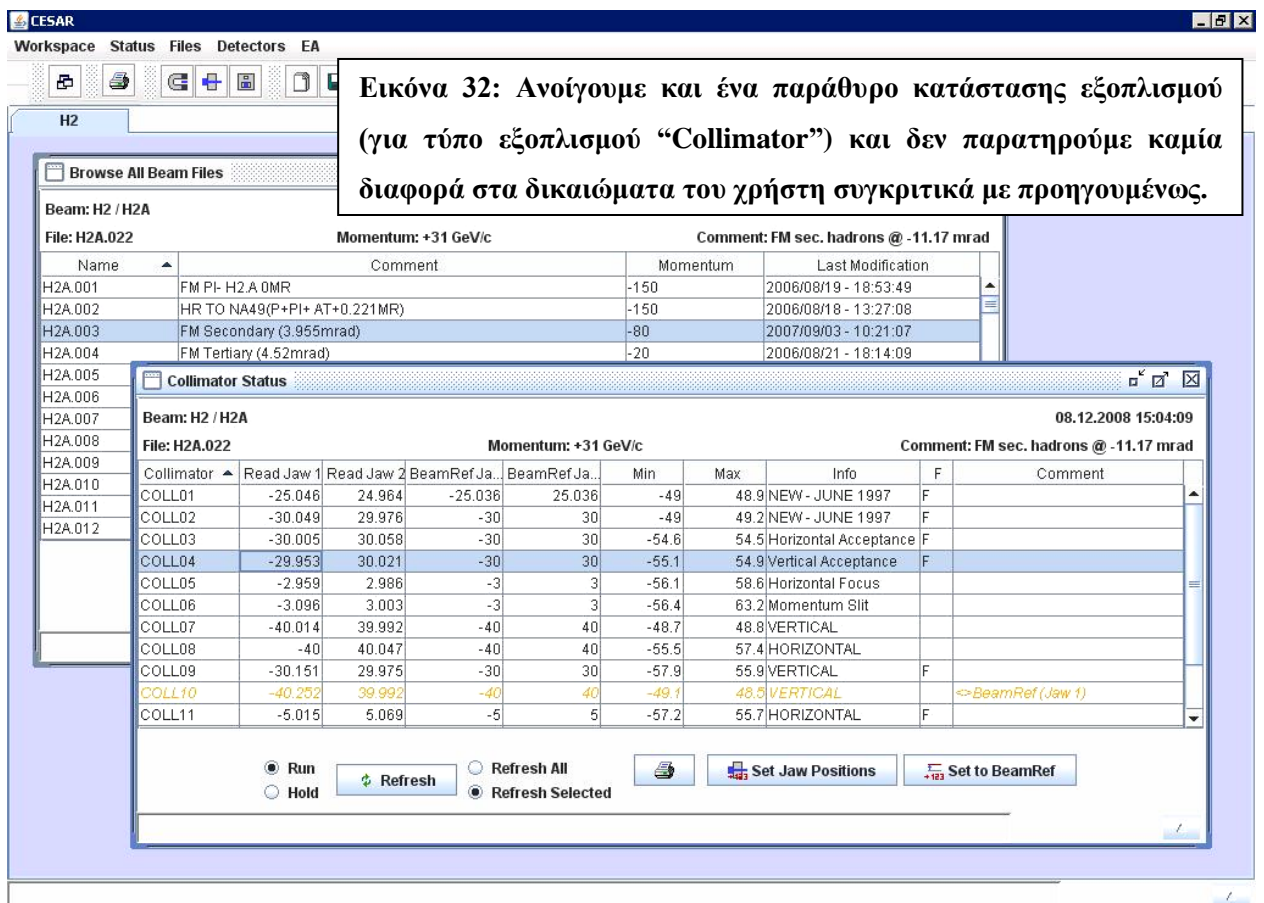 CESAR
Workspace Status Files Detectors EA
Εικόνα 32: Ανοίγουμε και ένα παράθυρο κατάστασης εξοπλισμού
(για τύπο εξοπλισμού “Collimator”) και δεν παρατηρούμε καμία
διαφορά στα δικαιώματα του χρήστη συγκριτικά με προηγουμένως.
H2
Browse All Beam Files
Beam: H2 / H2A
File: H2A.022 Momentum: +31 GeV/c Comment: FM sec. hadrons @ -11.17 mrad
Name Comment Momentum Last Modification
H2A.001 FM PI- H2.A 0MR -150 2006/08/19 - 18:53:49
H2A.002 HR TO NA49(P+PI+ AT+0.221MR) -150 2006/08/18 - 13:27:08
H2A.003 FM Secondary (3.955mrad) -80 2007/09/03 - 10:21:07
H2A.004 FM Tertiary (4.52mrad) -20 2006/08/21 - 18:14:09
H2A.005
H2A.006
H2A.007
H2A.008
H2A.009
H2A.010
H2A.011
H2A.012
Collimator Status
Beam: H2 / H2A 08.12.2008 15:04:09
File: H2A.022 Momentum: +31 GeV/c Comment: FM sec. hadrons @ -11.17 mrad
Collimator Read Jaw 1 Read Jaw 2 BeamRef Ja... BeamRef Ja... Min Max Info F Comment
COLL01 -25.046 24.964 -25.036 25.036 -49 48.9 NEW - JUNE 1997 F
COLL02 -30.049 29.976 -30 30 -49 49.2 NEW - JUNE 1997 F
COLL03 -30.005 30.058 -30 30 -54.6 54.5 Horizontal Acceptance F
COLL04 -29.953 30.021 -30 30 -55.1 54.9 Vertical Acceptance F
COLL05 -2.959 2.986 -3 3 -56.1 58.6 Horizontal Focus
COLL06 -3.096 3.003 -3 3 -56.4 63.2 Momentum Slit
COLL07 -40.014 39.992 -40 40 -48.7 48.8 VERTICAL
COLL08 -40 40.047 -40 40 -55.5 57.4 HORIZONTAL
COLL09 -30.151 29.975 -30 30 -57.9 55.9 VERTICAL F
COLL10 -40.252 39.992 -40 40 -49.1 48.5 VERTICAL <>BeamRef (Jaw 1)
COLL11 -5.015 5.069 -5 5 -57.2 55.7 HORIZONTAL F
Run Refresh Refresh All Set Jaw Positions Set to BeamRef
Hold Refresh Selected